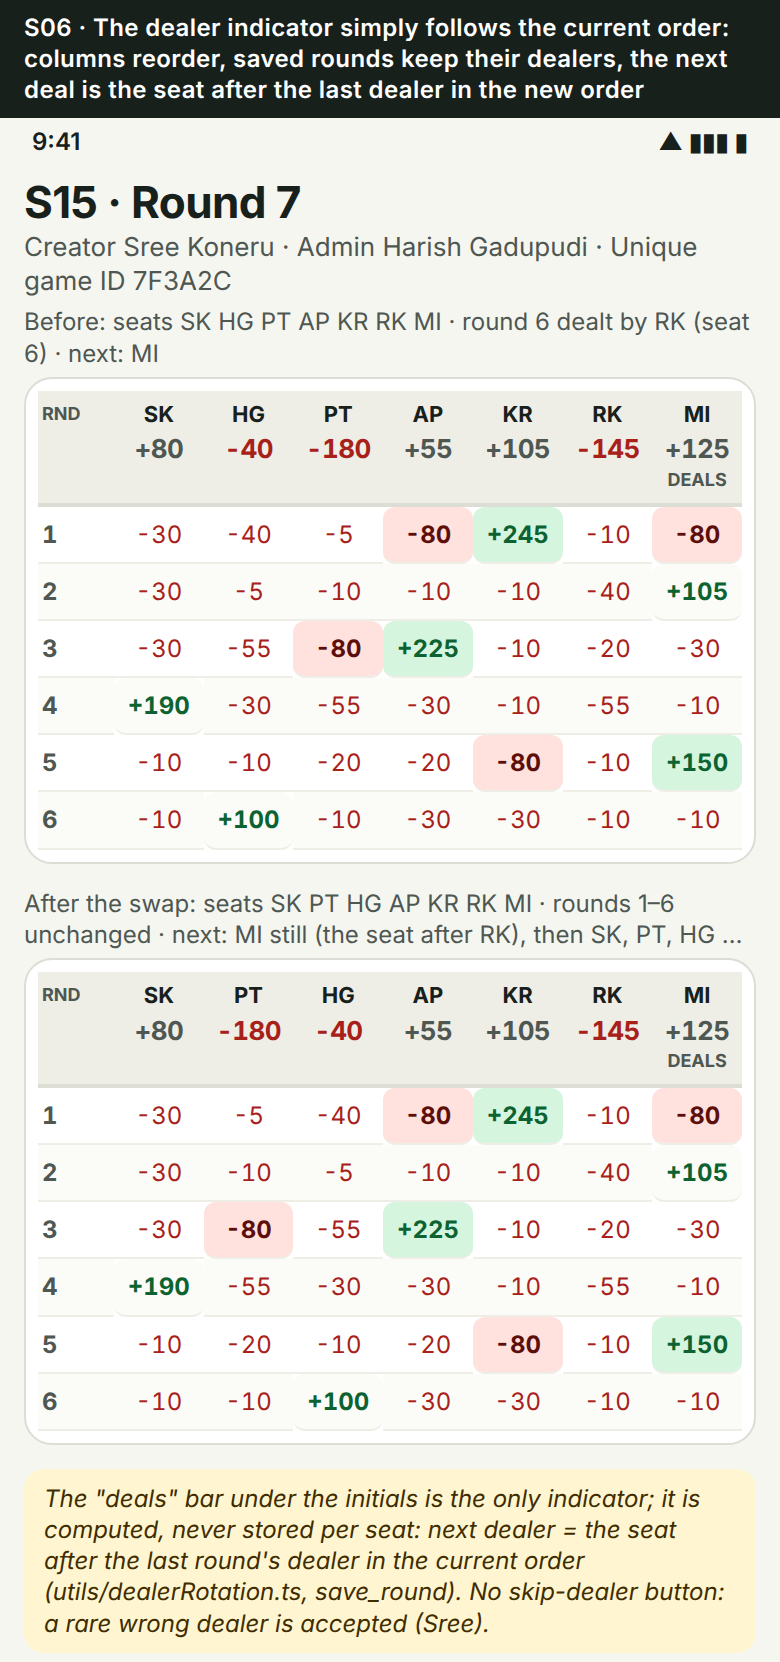 S06 · The dealer indicator simply follows the current order:
columns reorder, saved rounds keep their dealers, the next
deal is the seat after the last dealer in the new order
9:41
S15 · Round 7
Creator Sree Koneru · Admin Harish Gadupudi · Unique
game ID 7F3A2C
Before: seats SK HG PT AP KR RK MI · round 6 dealt by RK (seat
6) · next: MI
RND SK HG PT AP KR RK MI
+80 -40 -180 +55 +105 -145 +125
DEALS
1 -30 -40 -5 -80 +245 -10 -80
2 -30 -5 -10 -10 -10 -40 +105
3 -30 -55 -80 +225 -10 -20 -30
4 +190 -30 -55 -30 -10 -55 -10
5 -10 -10 -20 -20 -80 -10 +150
6 -10 +100 -10 -30 -30 -10 -10
After the swap: seats SK PT HG AP KR RK MI · rounds 1–6
unchanged · next: MI still (the seat after RK), then SK, PT, HG ...
RND SK PT HG AP KR RK MI
+80 -180 -40 +55 +105 -145 +125
DEALS
1 -30 -5 -40 -80 +245 -10 -80
2 -30 -10 -5 -10 -10 -40 +105
3 -30 -80 -55 +225 -10 -20 -30
4 +190 -55 -30 -30 -10 -55 -10
5 -10 -20 -10 -20 -80 -10 +150
6 -10 -10 +100 -30 -30 -10 -10
The "deals" bar under the initials is the only indicator; it is
computed, never stored per seat: next dealer = the seat
after the last round's dealer in the current order
(utils/dealerRotation.ts, save_round). No skip-dealer button:
a rare wrong dealer is accepted (Sree).